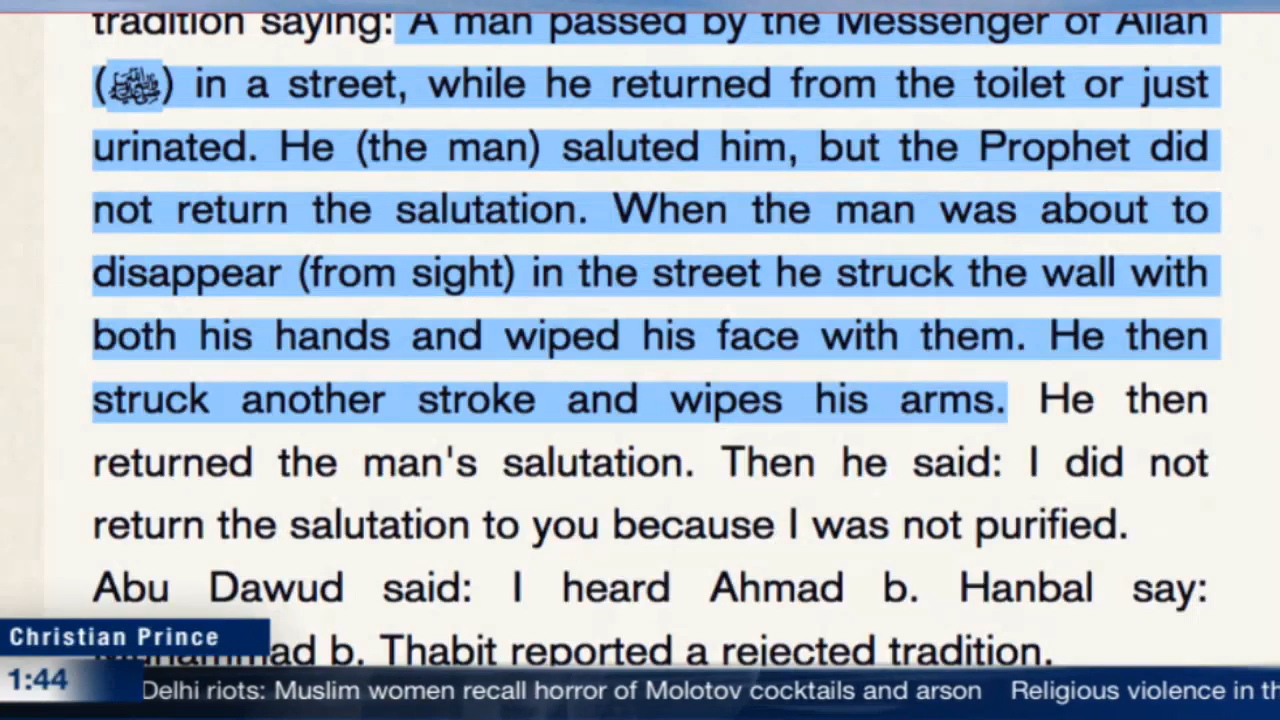 tradition saying: A man passed by the Messenger of Allah
(ﷺ) in a street, while he returned from the toilet or just
urinated. He (the man) saluted him, but the Prophet did
not return the salutation. When the man was about to
disappear (from sight) in the street he struck the wall with
both his hands and wiped his face with them. He then
struck another stroke and wipes his arms. He then
returned the man's salutation. Then he said: I did not
return the salutation to you because I was not purified.
Abu Dawud said: I heard Ahmad b. Hanbal say:
b. Thabit reported a rejected tradition.
Christian Prince
1:44
Delhi riots: Muslim women recall horror of Molotov cocktails and arson Religious violence in